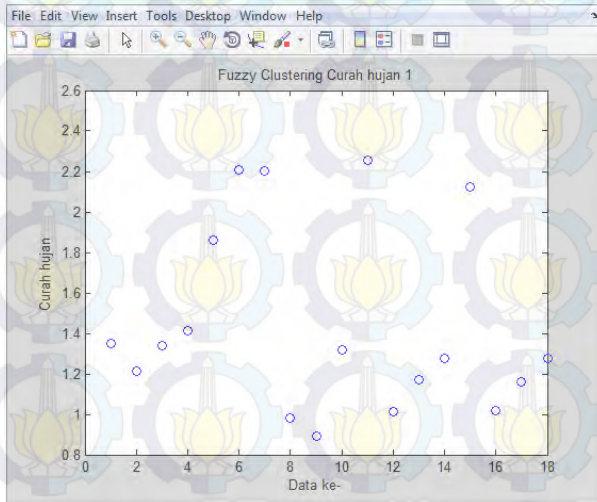 File Edit View Insert Tools Desktop Window Help
Fuzzy Clustering Curah hujan 1
2.6
2.4
2.2
2
1.8
1.6
1.4
1.2
1
0.8
Curah hujan
0 2 4 6 8 10 12 14 16 18
Data ke-